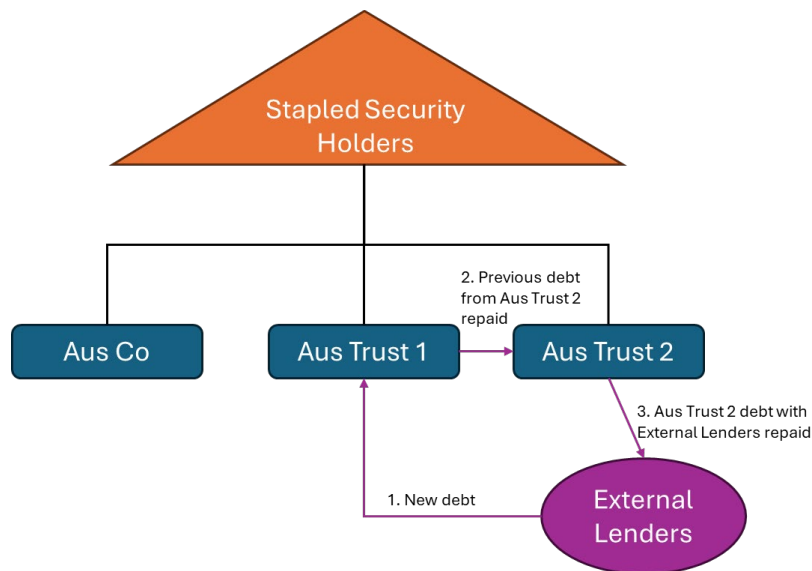 Stapled Security
Holders
2. Previous debt
from Aus Trust 2
repaid
Aus Co
Aus Trust 1
Aus Trust 2
3. Aus Trust 2 debt with
External Lenders repaid
1. New debt
External
Lenders